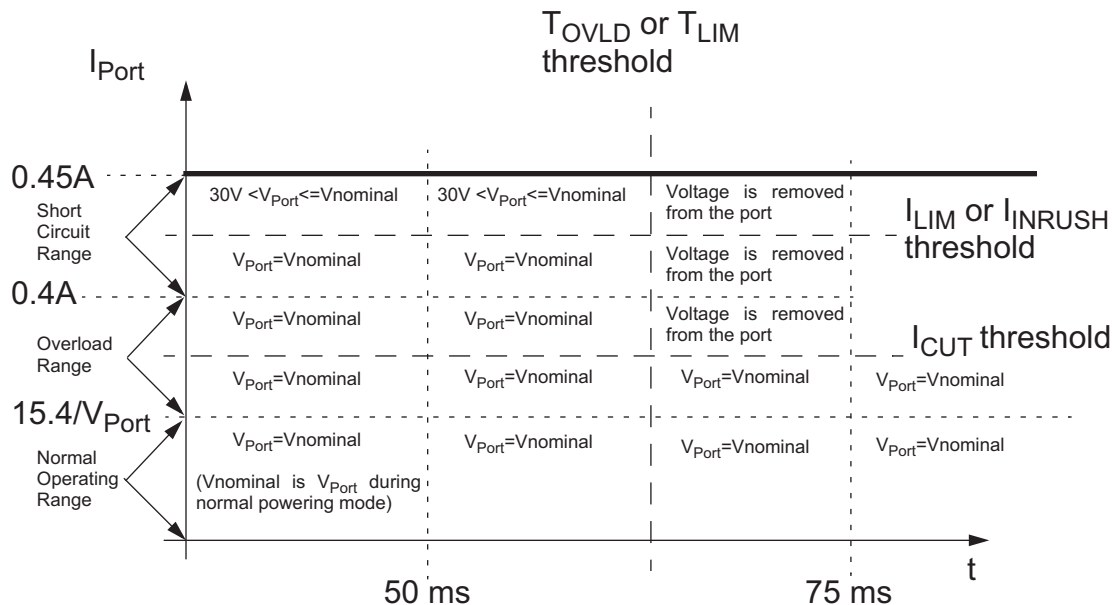 T_OVLD or T_LIM
threshold
I_Port
0.45A
30V <V_Port<=Vnominal
30V <V_Port<=Vnominal
Voltage is removed
from the port
Short
Circuit
Range
I_LIM or I_INRUSH
threshold
V_Port=Vnominal
V_Port=Vnominal
Voltage is removed
from the port
0.4A
V_Port=Vnominal
V_Port=Vnominal
Voltage is removed
from the port
Overload
Range
I_CUT threshold
V_Port=Vnominal
V_Port=Vnominal
V_Port=Vnominal
V_Port=Vnominal
15.4/V_Port
V_Port=Vnominal
V_Port=Vnominal
V_Port=Vnominal
V_Port=Vnominal
Normal
Operating
Range
(Vnominal is V_Port during
normal powering mode)
t
50 ms
75 ms